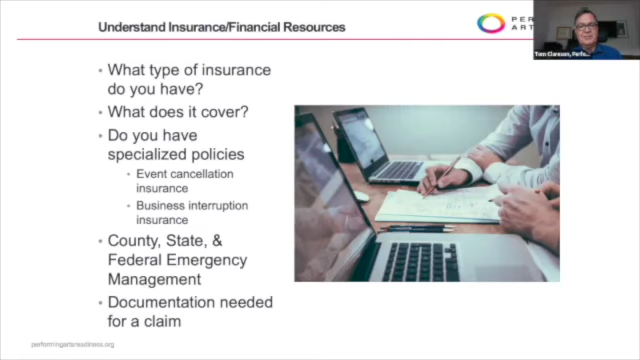 Understand Insurance/Financial Resources
PER
ART
Tom Clareson, Perfo...
• What type of insurance
do you have?
• What does it cover?
• Do you have
specialized policies
• Event cancellation
insurance
• Business interruption
insurance
• County, State, &
Federal Emergency
Management
• Documentation needed
for a claim
performingartsreadiness.org